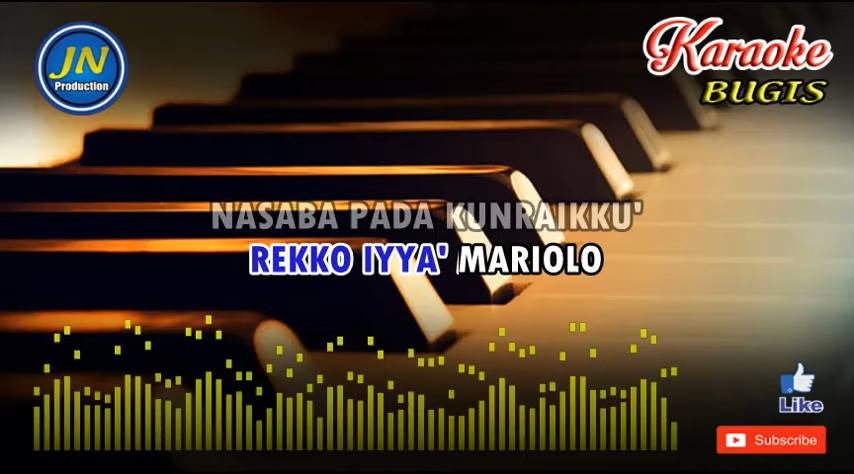 JN
Production
Karaoke
BUGIS
NASABA PADA KUNRAIKKU'
REKKO IYYA' MARIOLO
Like
Subscribe